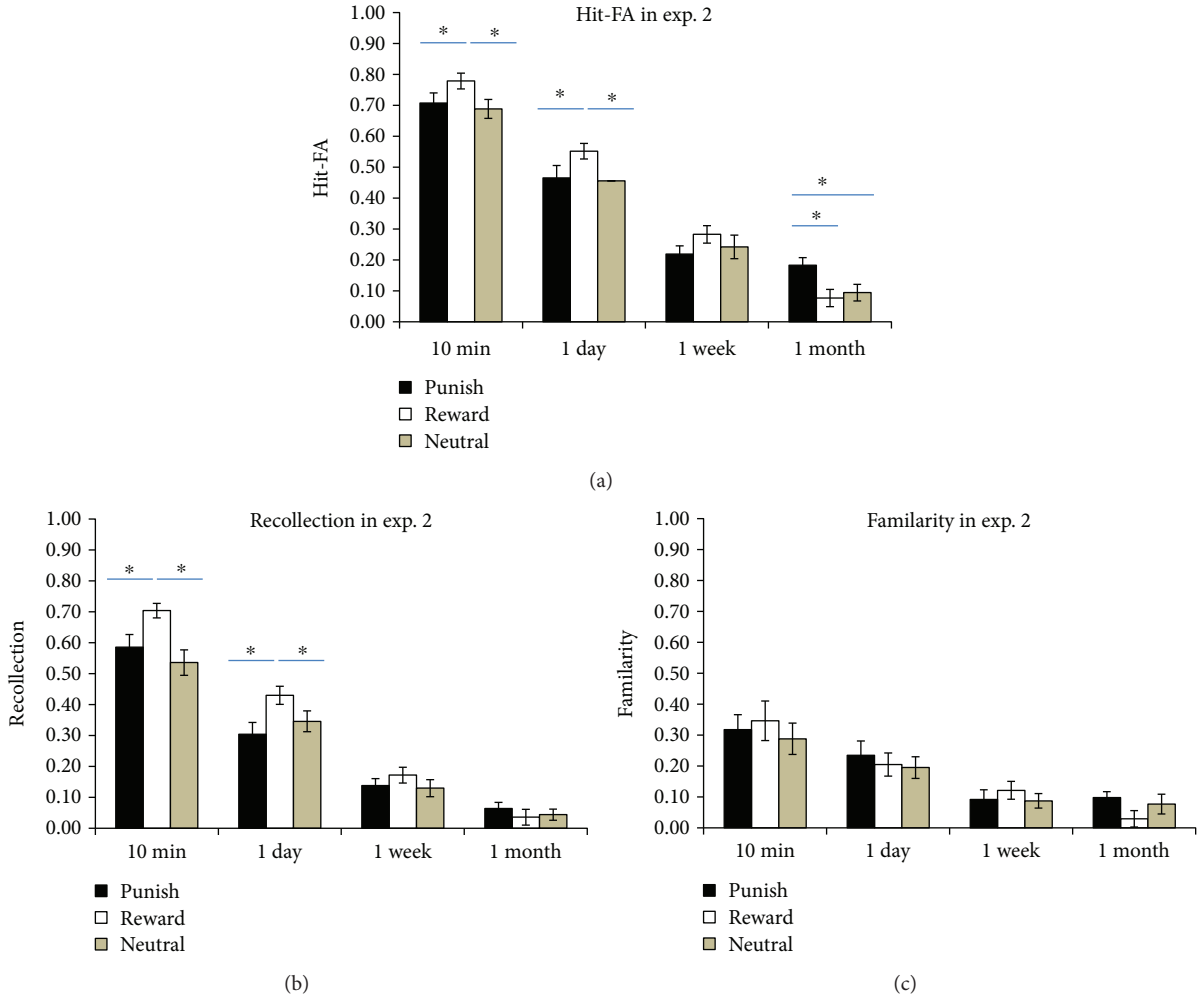 Hit-FA in exp. 2
Hit-FA
1.00
0.90
0.80
0.70
0.60
0.50
0.40
0.30
0.20
0.10
0.00
* *
* *
*
*
10 min 1 day 1 week 1 month
Punish
Reward
Neutral
(a)
Recollection in exp. 2
Recollection
1.00
0.90
0.80
0.70
0.60
0.50
0.40
0.30
0.20
0.10
0.00
* *
* *
10 min 1 day 1 week 1 month
Punish
Reward
Neutral
(b)
Familarity in exp. 2
Familarity
1.00
0.90
0.80
0.70
0.60
0.50
0.40
0.30
0.20
0.10
0.00
10 min 1 day 1 week 1 month
Punish
Reward
Neutral
(c)